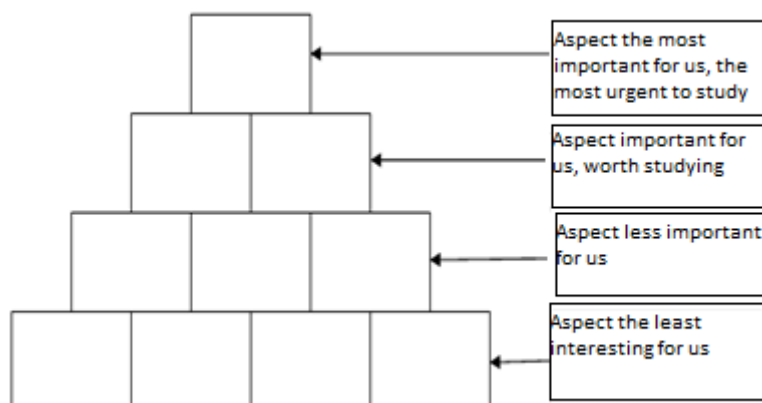 Aspect the most
important for us, the
most urgent to study
Aspect important for
us, worth studying
Aspect less important
for us
Aspect the least
interesting for us